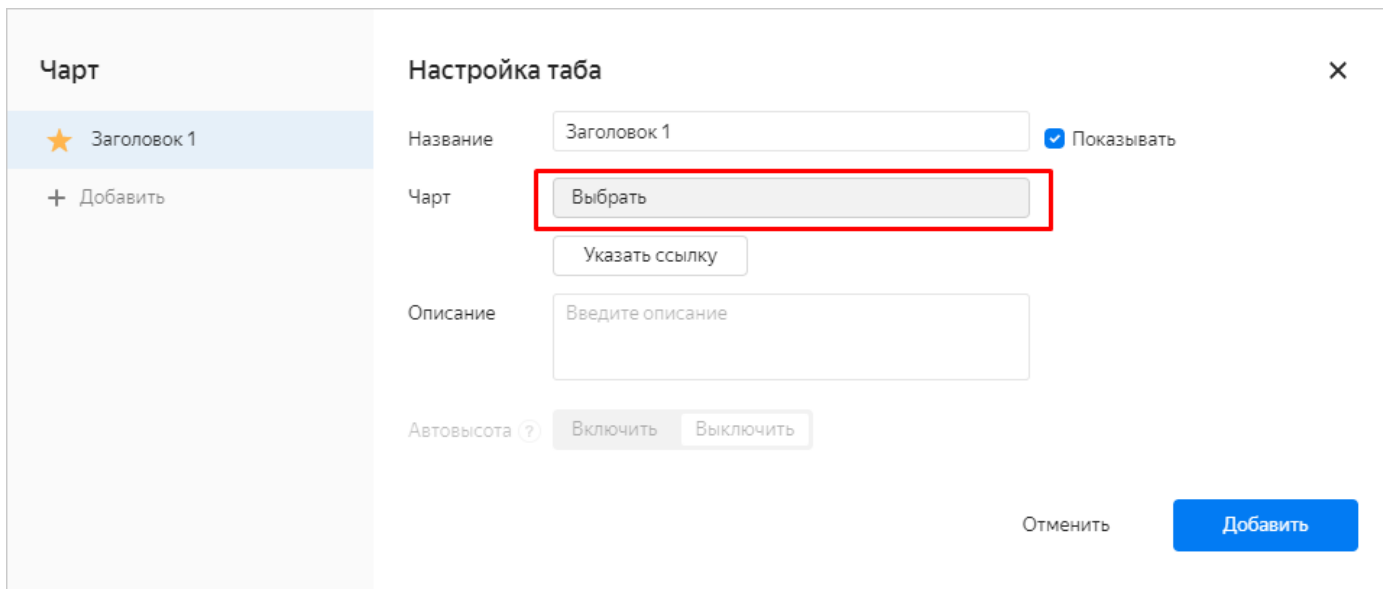 Чарт
Заголовок 1
Добавить
Настройка таба
Название
Заголовок 1
Показывать
Чарт
Выбрать
Указать ссылку
Описание
Введите описание
Автовысота ?
Включить
Выключить
Отменить
Добавить